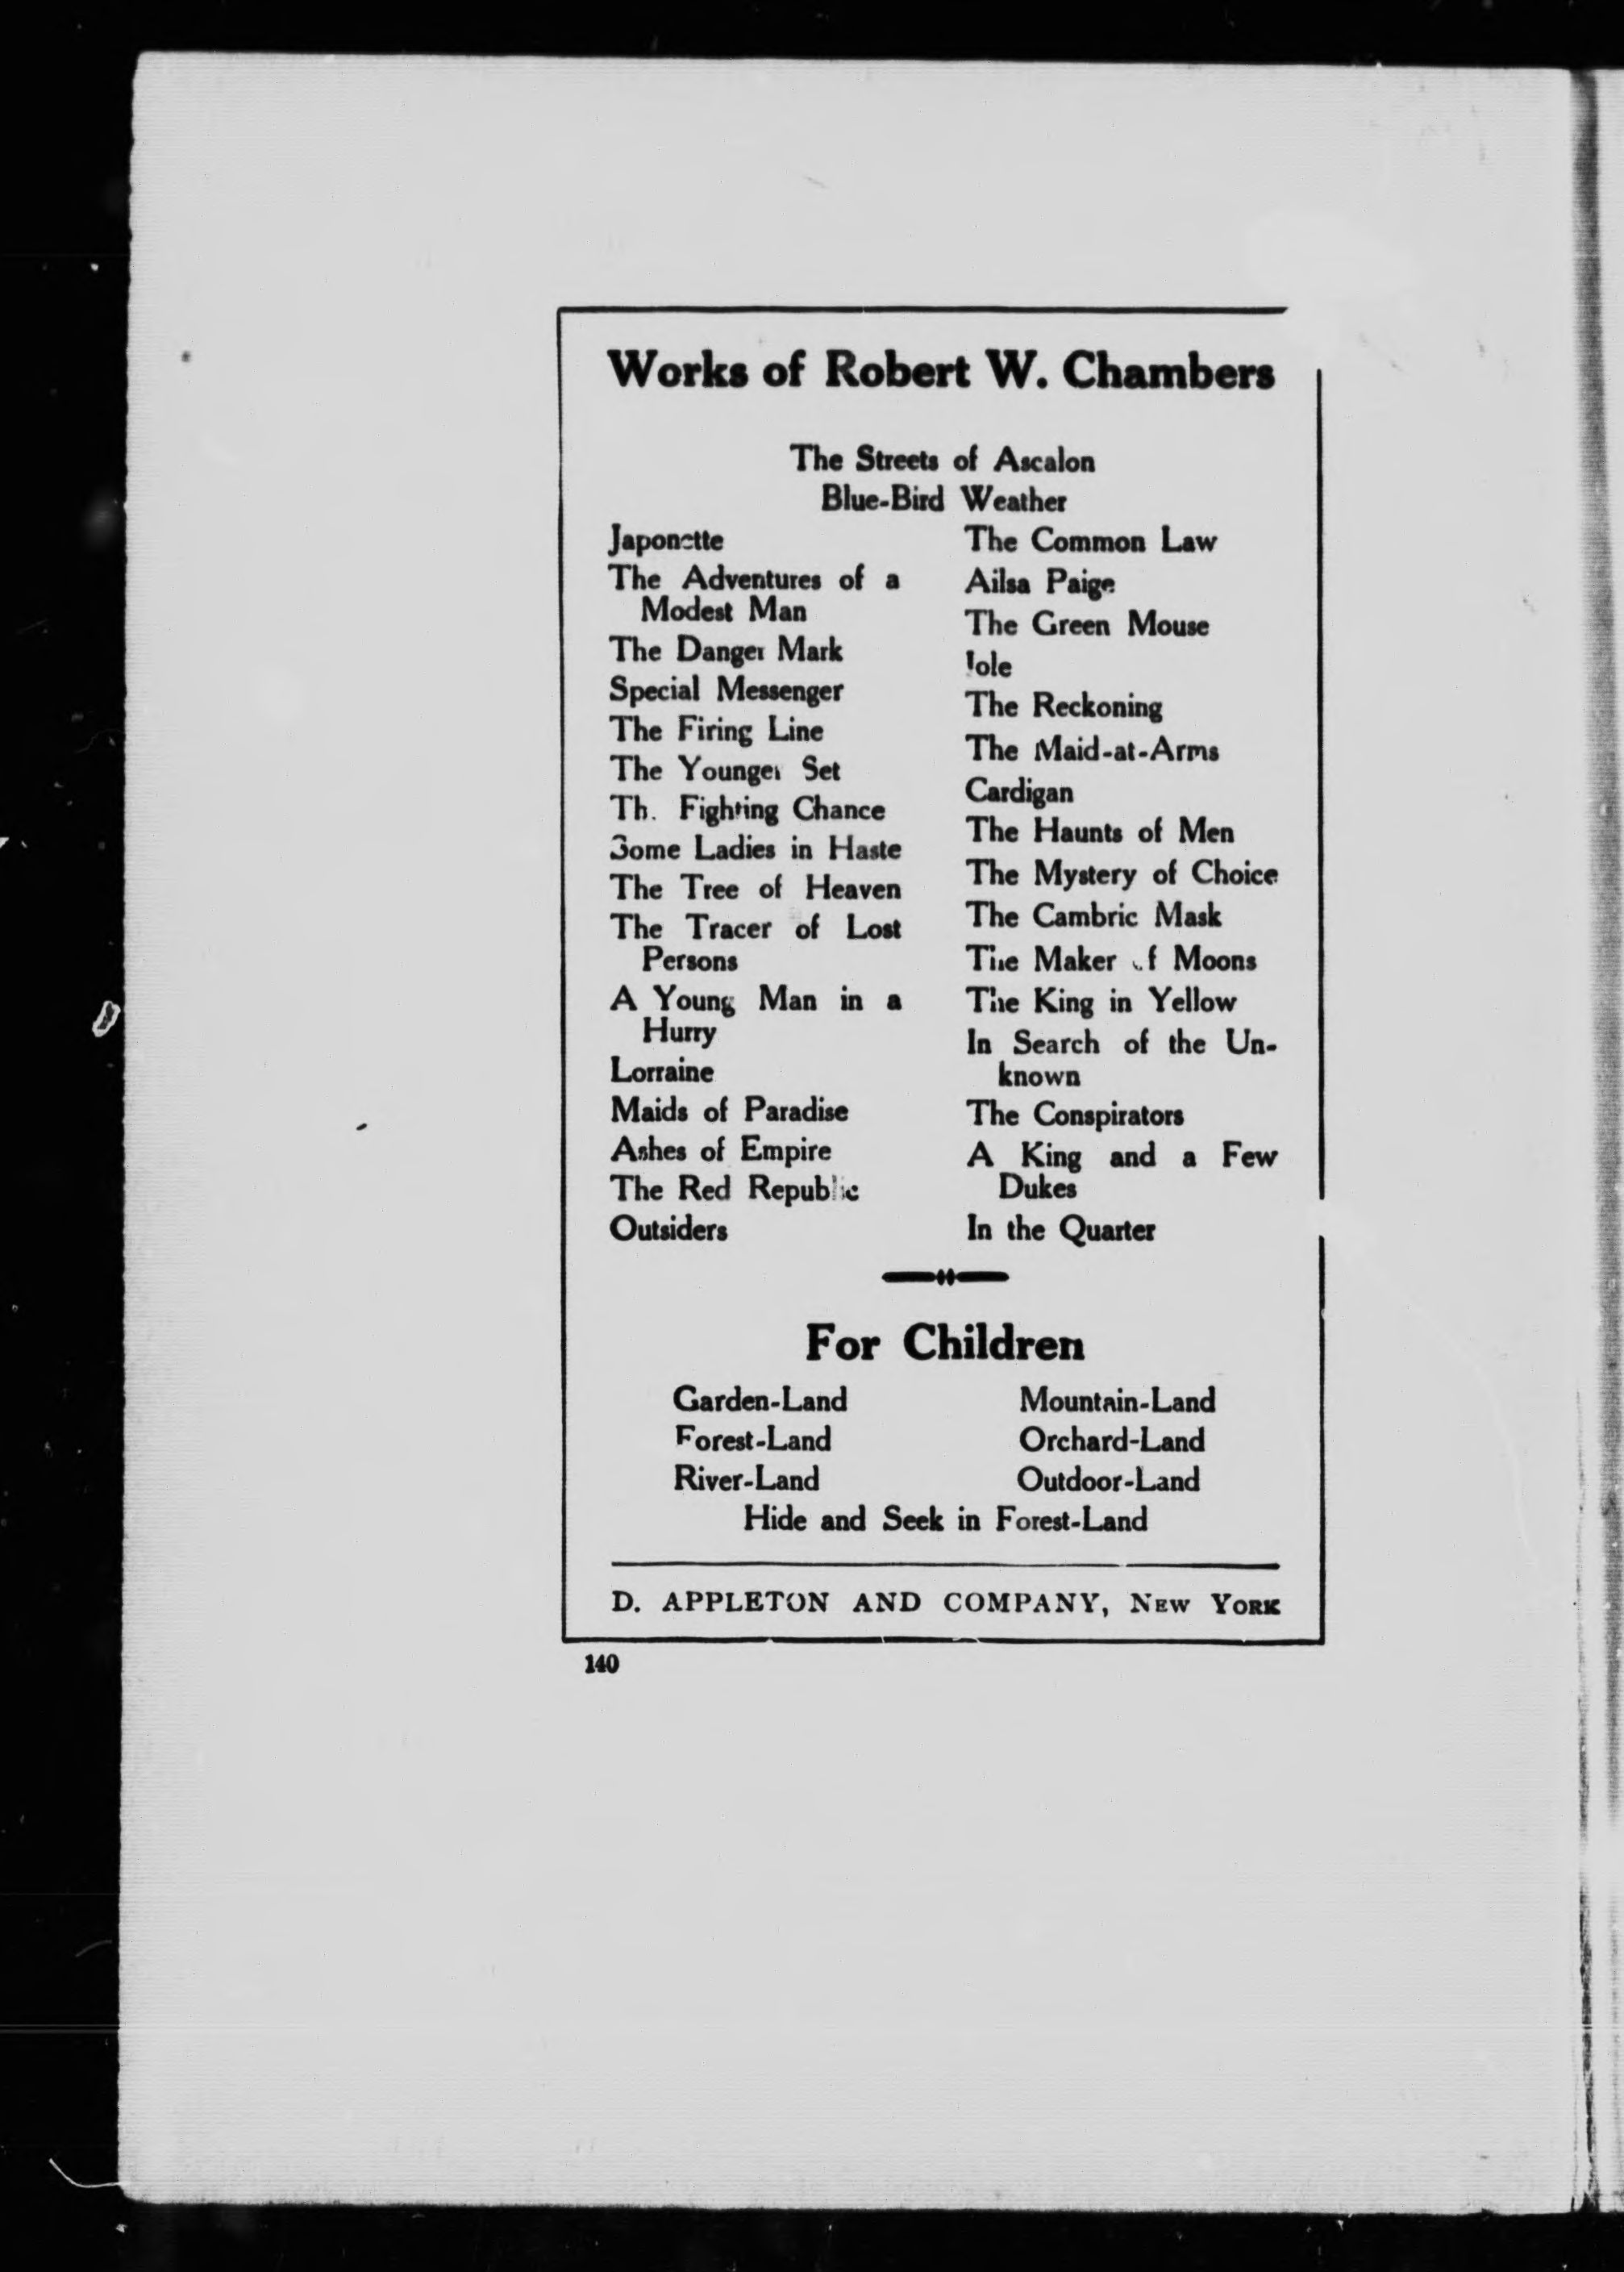 Works of Robert W. Chambers
The Streets of Ascalon
Blue-Bird Weather
Japonette
The Adventures of a
Modest Man
The Danger Mark
Special Messenger
The Firing Line
The Younger Set
The Fighting Chance
Some Ladies in Haste
The Tree of Heaven
The Tracer of Lost
Persons
A Young Man in a
Hurry
Lorraine
Maids of Paradise
Ashes of Empire
The Red Republic
Outsiders
The Common Law
Ailsa Paige
The Green Mouse
Iole
The Reckoning
The Maid-at-Arms
Cardigan
The Haunts of Men
The Mystery of Choice
The Cambric Mask
The Maker of Moons
The King in Yellow
In Search of the Un-
known
The Conspirators
A King and a Few
Dukes
In the Quarter
For Children
Garden-Land
Forest-Land
River-Land
Mountain-Land
Orchard-Land
Outdoor-Land
Hide and Seek in Forest-Land
D. APPLETON AND COMPANY, NEW YORK
140